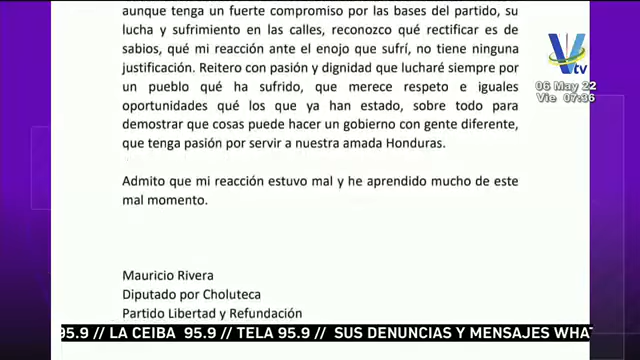 aunque tenga un fuerte compromiso por las bases del partido, su
lucha y sufrimiento en las calles, reconozco qué rectificar es de
sabios, qué mi reacción ante el enojo que sufrí, no tiene ninguna
justificación. Reitero con pasión y dignidad que lucharé siempre por
un pueblo qué ha sufrido, que merece respeto e iguales
oportunidades qué los que ya han estado, sobre todo para
demostrar que cosas puede hacer un gobierno con gente diferente,
que tenga pasión por servir a nuestra amada Honduras.
Admito que mi reacción estuvo mal y he aprendido mucho de este
mal momento.
Mauricio Rivera
Diputado por Choluteca
Partido Libertad y Refundación
V tv
06 May 22
Vie 07:36
95.9 // LA CEIBA 95.9 // TELA 95.9 // SUS DENUNCIAS Y MENSAJES WHAT